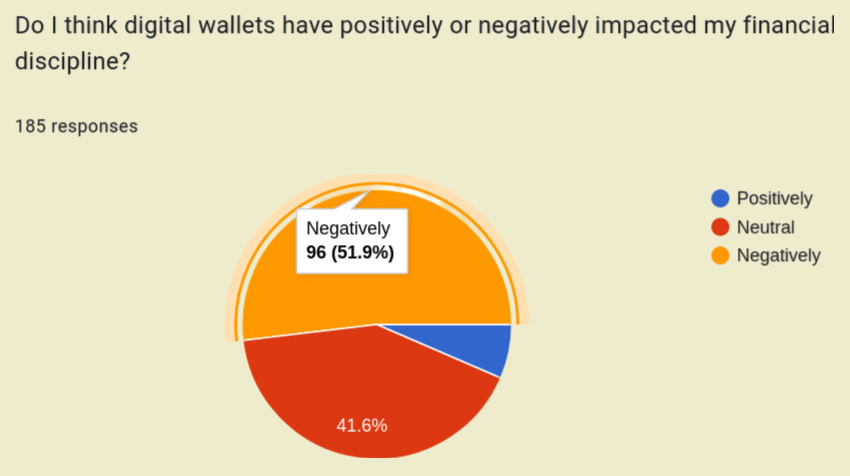 Do I think digital wallets have positively or negatively impacted my financial
discipline?
185 responses
Positively
Neutral
Negatively
Negatively
96 (51.9%)
41.6%